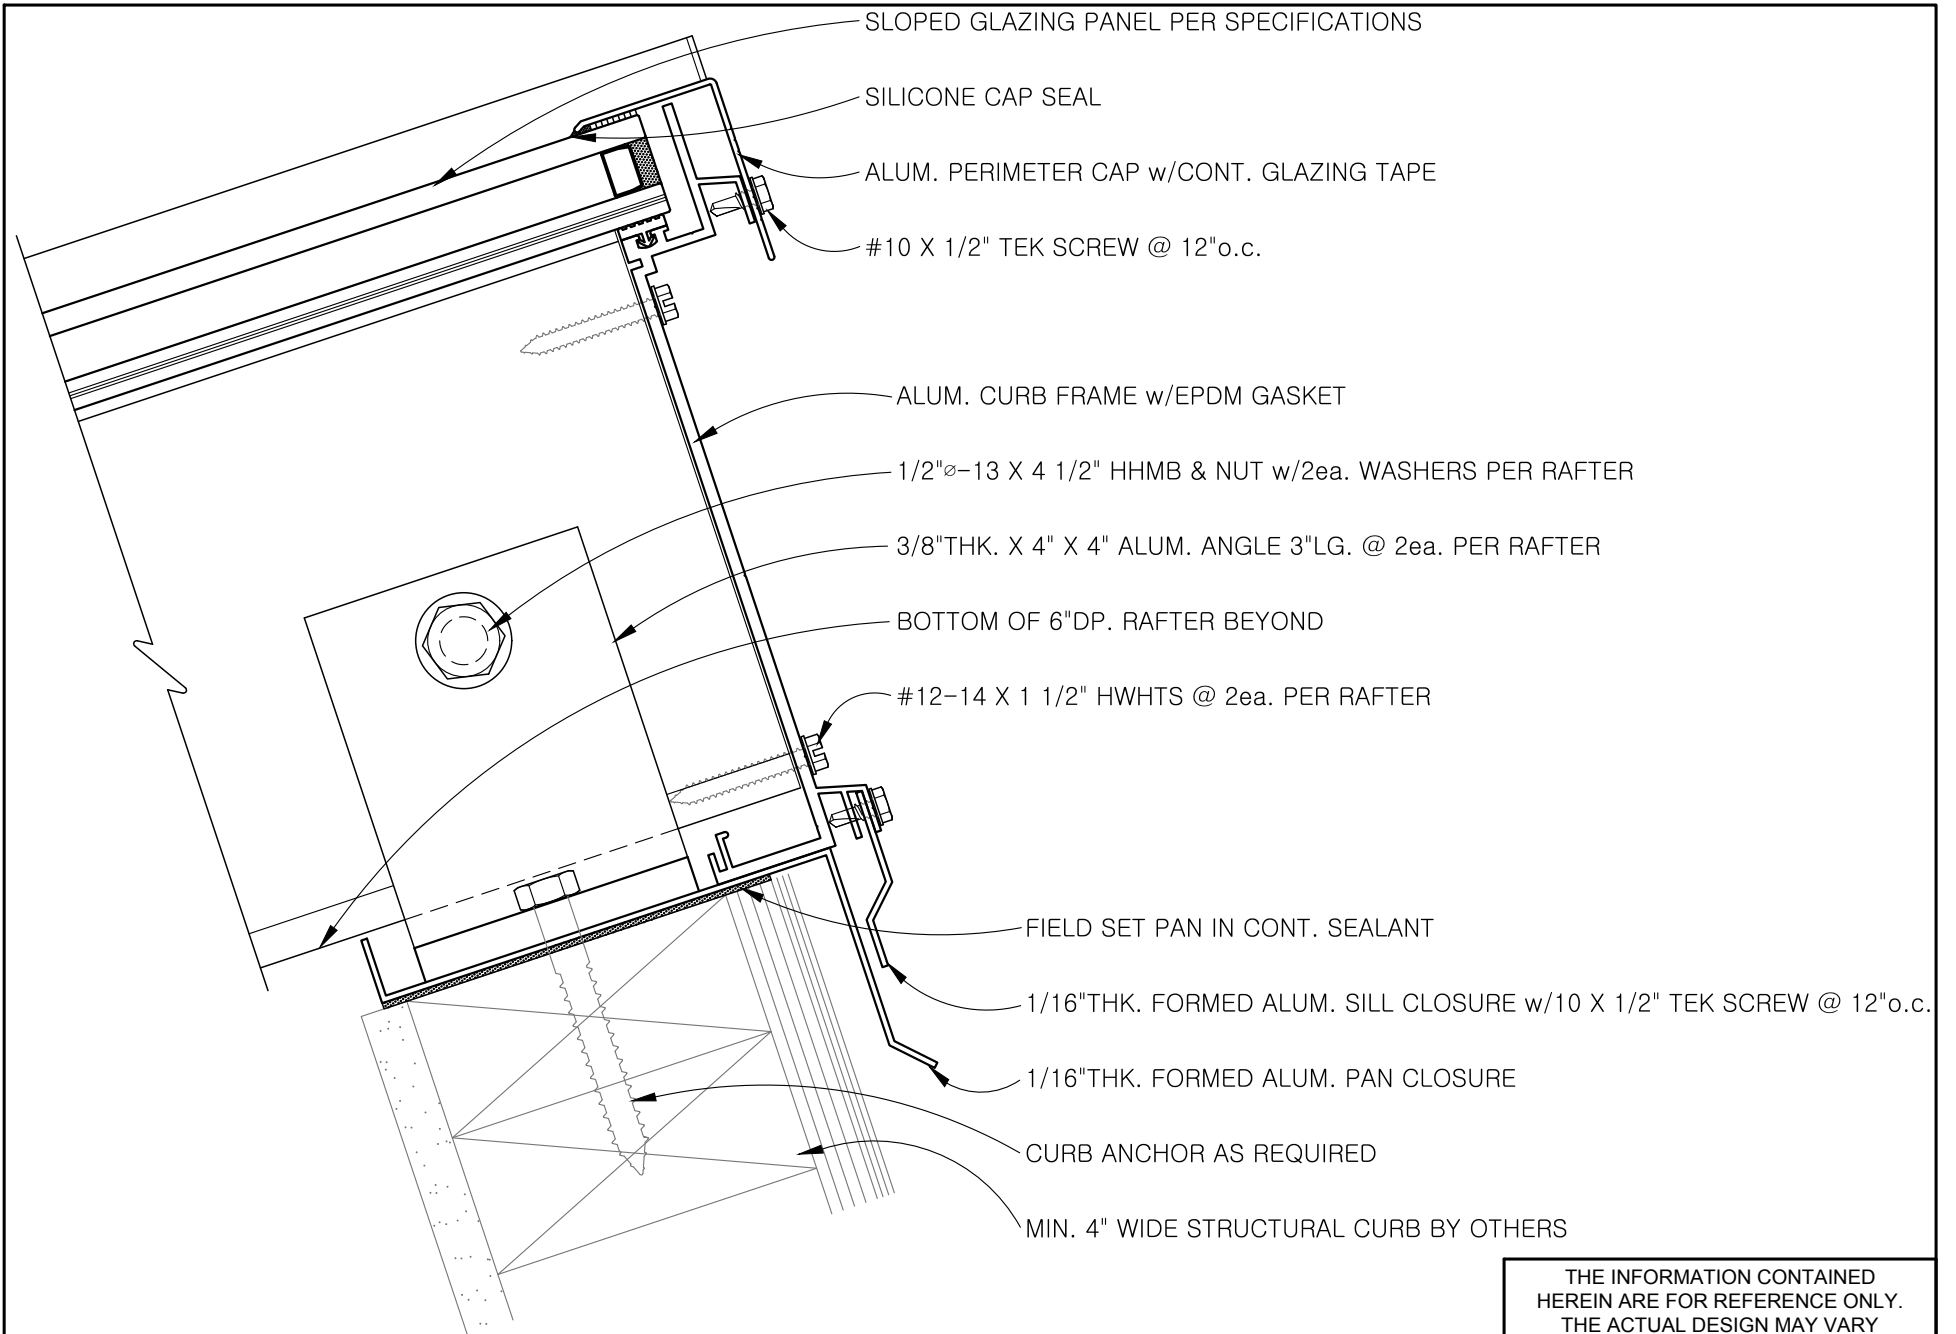 SLOPED GLAZING PANEL PER SPECIFICATIONS
SILICONE CAP SEAL
ALUM. PERIMETER CAP w/CONT. GLAZING TAPE
#10 X 1/2" TEK SCREW @ 12"o.c.
ALUM. CURB FRAME w/EPDM GASKET
1/2"⌀-13 X 4 1/2" HHMB & NUT w/2ea. WASHERS PER RAFTER
3/8"THK. X 4" X 4" ALUM. ANGLE 3"LG. @ 2ea. PER RAFTER
BOTTOM OF 6"DP. RAFTER BEYOND
#12-14 X 1 1/2" HWHTS @ 2ea. PER RAFTER
FIELD SET PAN IN CONT. SEALANT
1/16"THK. FORMED ALUM. SILL CLOSURE w/10 X 1/2" TEK SCREW @ 12"o.c.
1/16"THK. FORMED ALUM. PAN CLOSURE
CURB ANCHOR AS REQUIRED
MIN. 4" WIDE STRUCTURAL CURB BY OTHERS
THE INFORMATION CONTAINED
HEREIN ARE FOR REFERENCE ONLY.
THE ACTUAL DESIGN MAY VARY